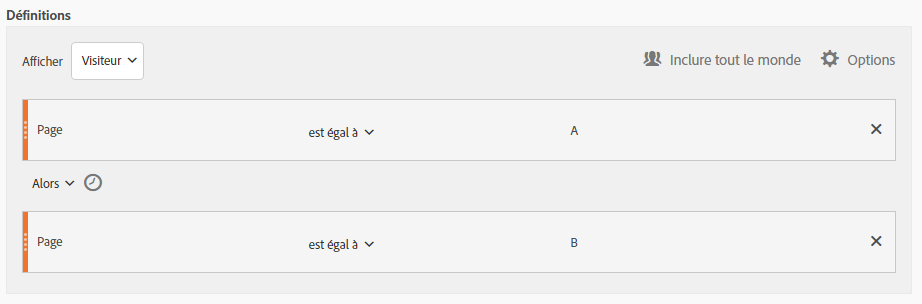 Définitions
Afficher Visiteur Inclure tout le monde Options
Page est égal à A
Alors
Page est égal à B